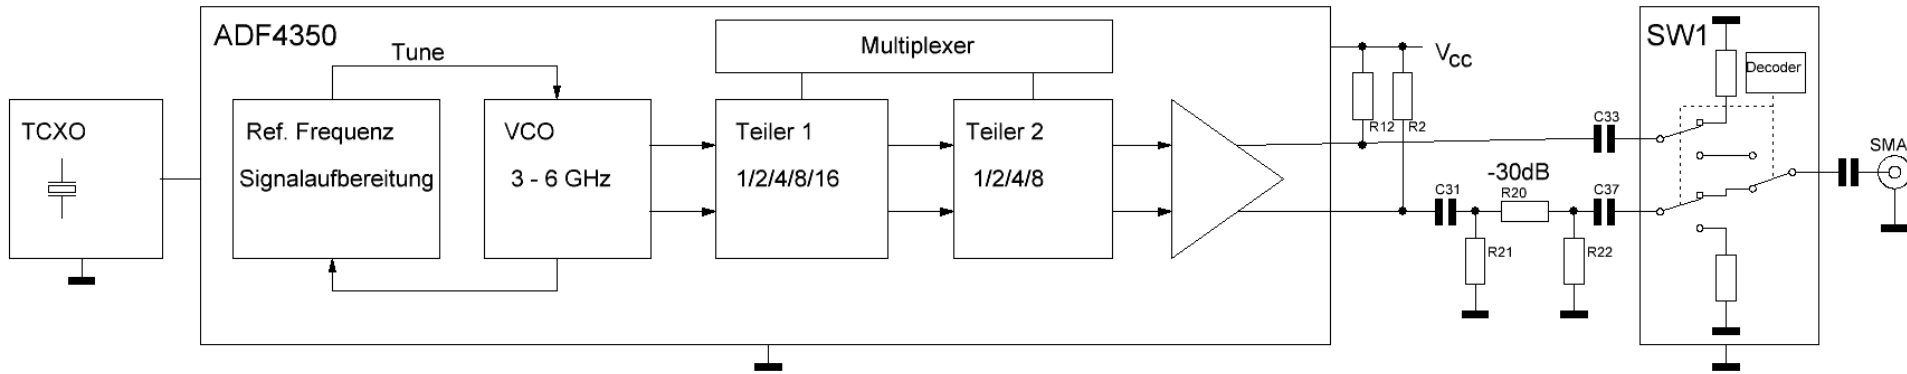 ADF4350
Tune
Multiplexer
TCXO
Ref. Frequenz
Signalaufbereitung
VCO
3 - 6 GHz
Teiler 1
1/2/4/8/16
Teiler 2
1/2/4/8
VCC
R12
R2
C33
C31
-30dB
R20
C37
R21
R22
SW1
Decoder
SMA